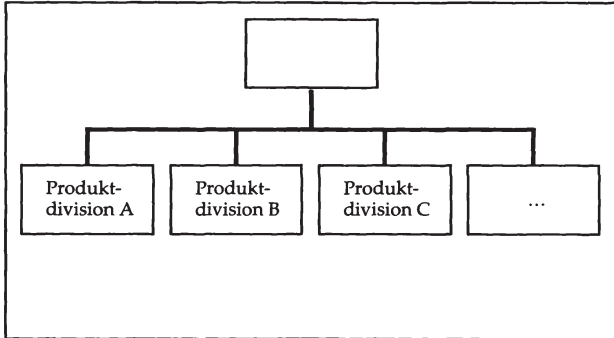 Produkt-
division A
Produkt-
division B
Produkt-
division C
...